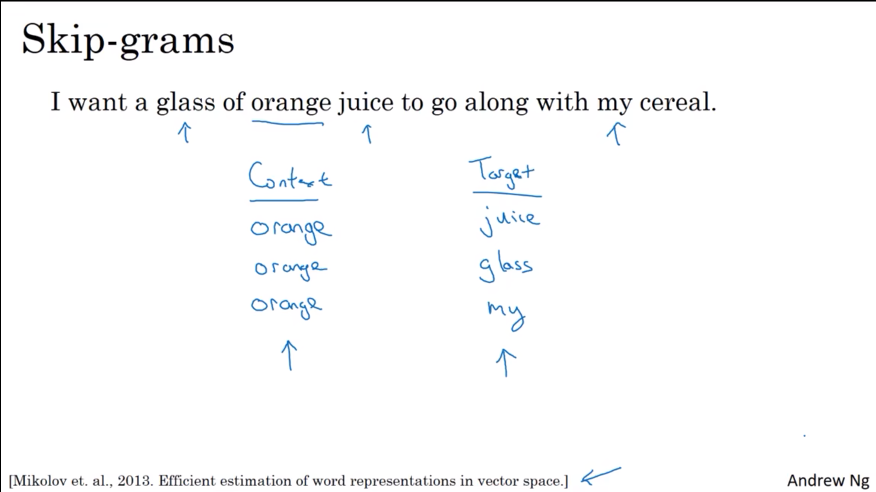 Skip-grams
I want a glass of orange juice to go along with my cereal.
Context Target
orange juice
orange glass
orange my
[Mikolov et. al., 2013. Efficient estimation of word representations in vector space.]
Andrew Ng